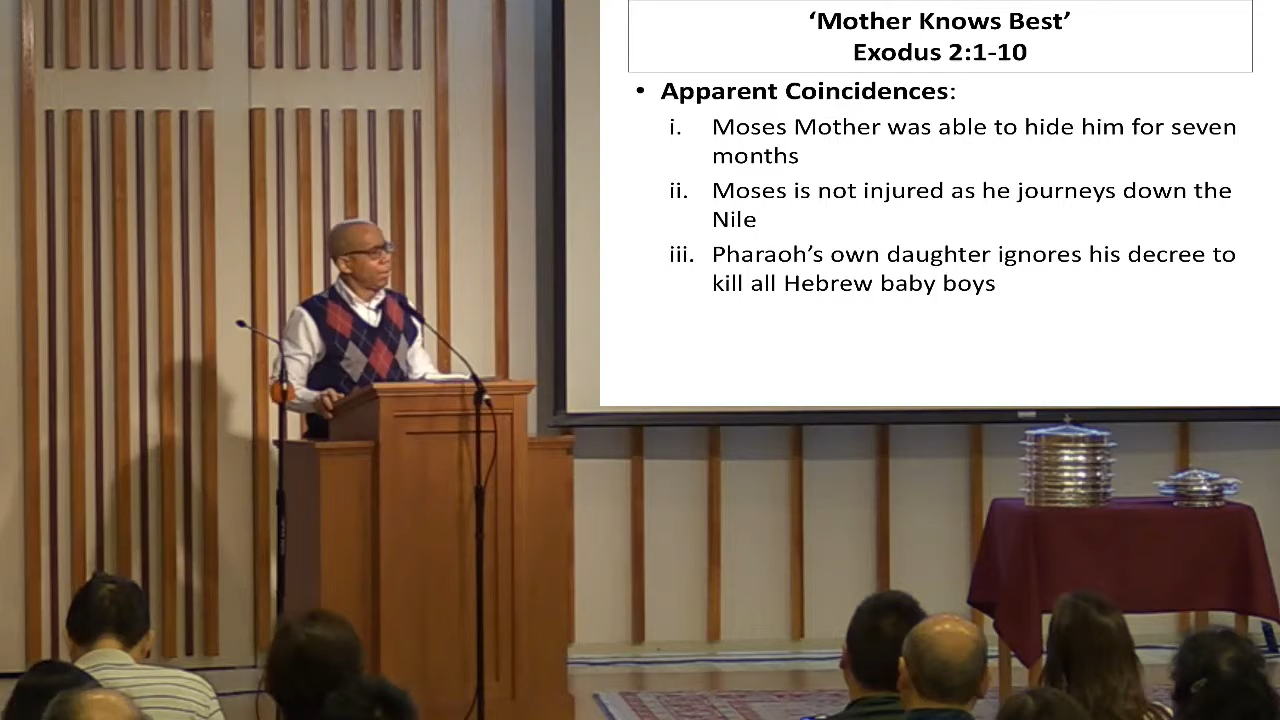 ‘Mother Knows Best’
Exodus 2:1-10
• Apparent Coincidences:
i. Moses Mother was able to hide him for seven
months
ii. Moses is not injured as he journeys down the
Nile
iii. Pharaoh’s own daughter ignores his decree to
kill all Hebrew baby boys